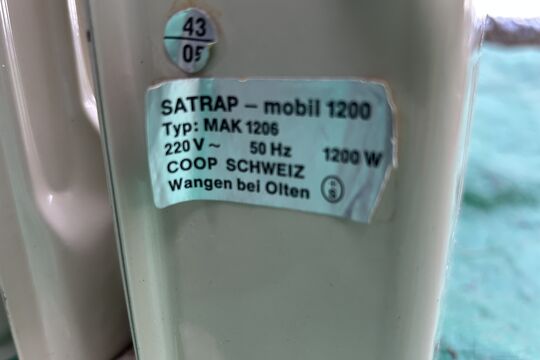 43
05
SATRAP – mobil 1200
Typ: MAK 1206
220 V ~ 50 Hz 1200 W
COOP SCHWEIZ
Wangen bei Olten